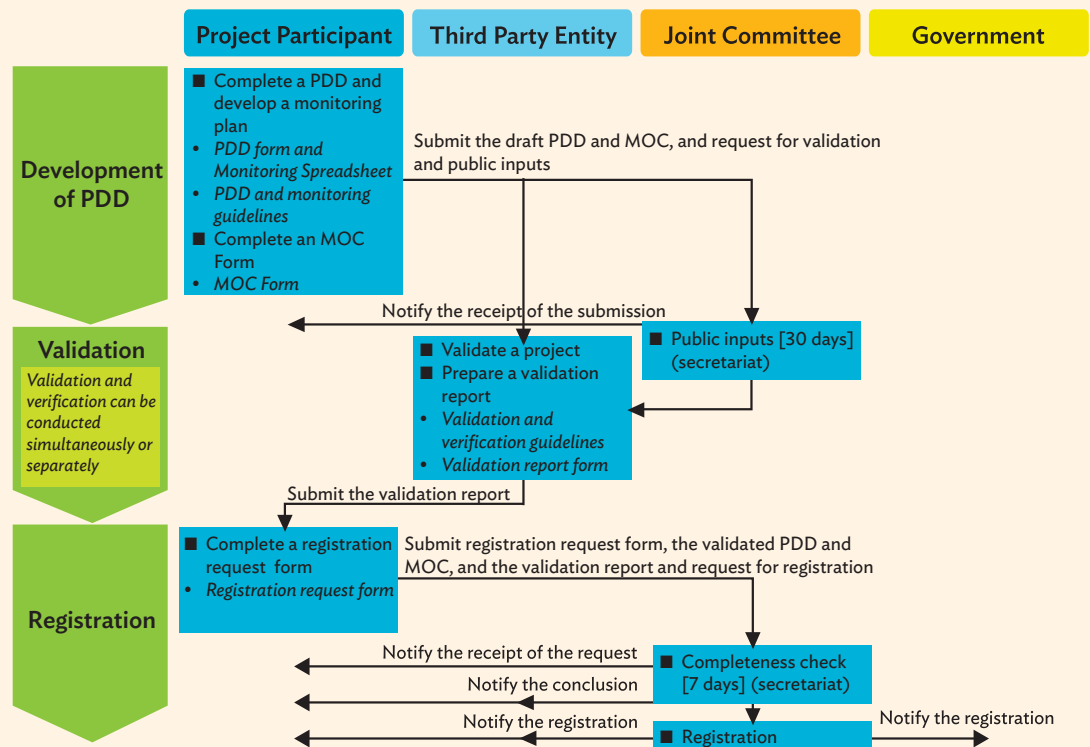 Project Participant
Third Party Entity
Joint Committee
Government
Development
of PDD
■ Complete a PDD and
develop a monitoring
plan
• PDD form and
Monitoring Spreadsheet
• PDD and monitoring
guidelines
■ Complete an MOC
Form
• MOC Form
Submit the draft PDD and MOC, and request for validation
and public inputs
Notify the receipt of the submission
Validation
Validation and
verification can be
conducted
simultaneously or
separately
■ Validate a project
■ Prepare a validation
report
• Validation and
verification guidelines
• Validation report form
■ Public inputs [30 days]
(secretariat)
Submit the validation report
Registration
■ Complete a registration
request form
• Registration request form
Submit registration request form, the validated PDD and
MOC, and the validation report and request for registration
Notify the receipt of the request
■ Completeness check
[7 days] (secretariat)
Notify the conclusion
Notify the registration
■ Registration
Notify the registration